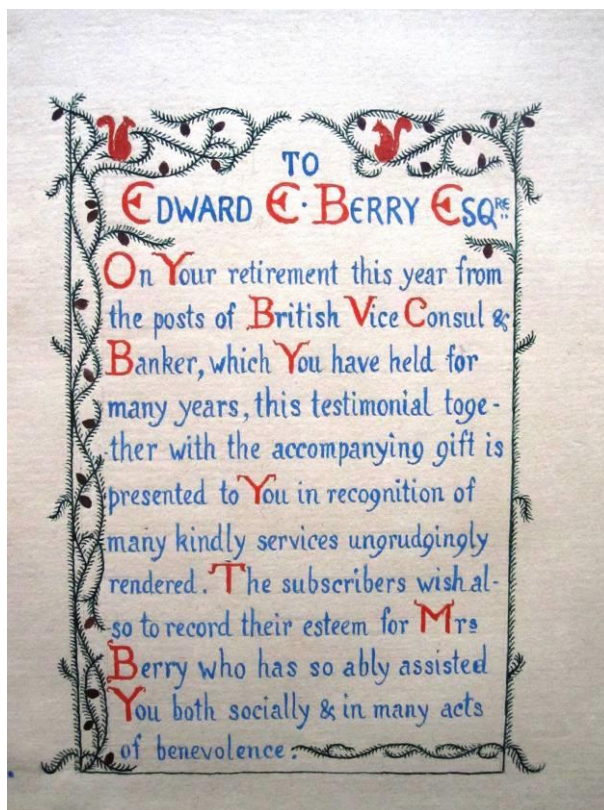 TO
EDWARD E·BERRY ESQRE
On Your retirement this year from
the posts of British Vice Consul &
Banker, which You have held for
many years, this testimonial toge-
ther with the accompanying gift is
presented to You in recognition of
many kindly services ungrudgingly
rendered. The subscribers wish al-
so to record their esteem for Mrs
Berry who has so ably assisted
You both socially & in many acts
of benevolence.